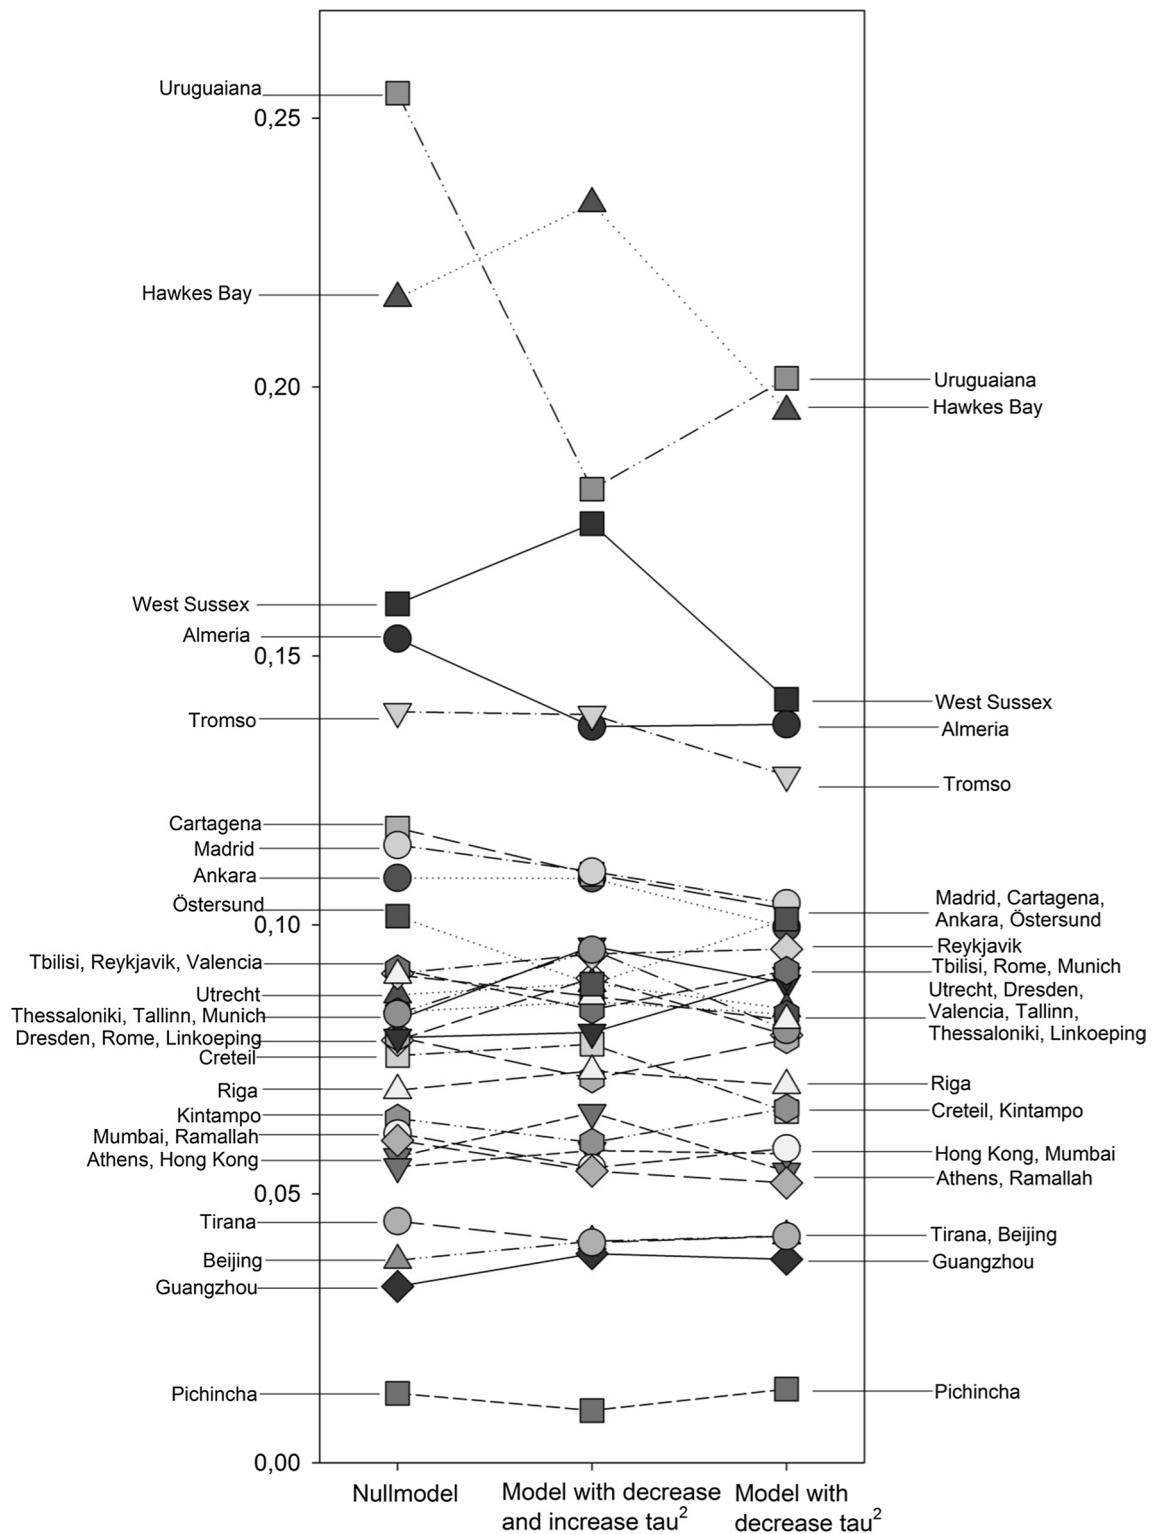 Uruguaiana
0,25
Hawkes Bay
0,20
Uruguaiana
Hawkes Bay
West Sussex
Almeria
0,15
Tromso
West Sussex
Almeria
Tromso
Cartagena
Madrid
Ankara
Östersund
0,10
Tbilisi, Reykjavik, Valencia
Utrecht
Thessaloniki, Tallinn, Munich
Dresden, Rome, Linkoeping
Creteil
Riga
Kintampo
Mumbai, Ramallah
Athens, Hong Kong
0,05
Tirana
Beijing
Guangzhou
Pichincha
0,00
Madrid, Cartagena,
Ankara, Östersund
Reykjavik
Tbilisi, Rome, Munich
Utrecht, Dresden,
Valencia, Tallinn,
Thessaloniki, Linkoeping
Riga
Creteil, Kintampo
Hong Kong, Mumbai
Athens, Ramallah
Tirana, Beijing
Guangzhou
Pichincha
Nullmodel
Model with decrease
and increase tau²
Model with
decrease tau²